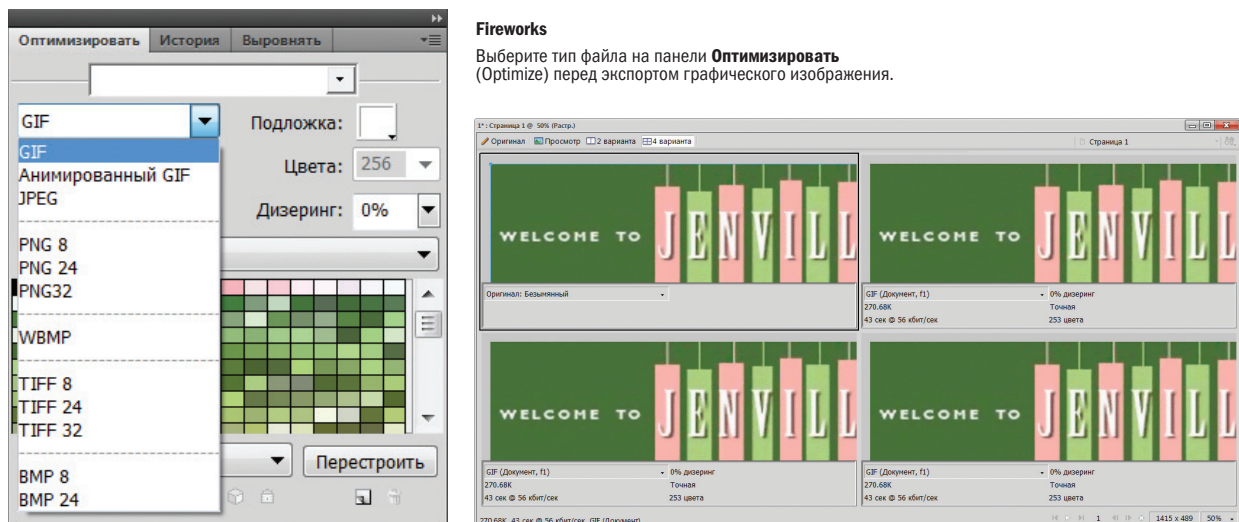 Оптимизировать История Выровнять
GIF
Подложка:
GIF
Анимированный GIF
JPEG
PNG 8
PNG 24
PNG32
WBMP
TIFF 8
TIFF 24
TIFF 32
BMP 8
BMP 24
Цвета: 256
Дизеринг: 0%
Перестроить
Fireworks
Выберите тип файла на панели Оптимизировать
(Optimize) перед экспортом графического изображения.
1* : Страница 1 @ 50% (Растр.)
Оригинал Просмотр 2 варианта 4 варианта Страница 1
WELCOME TO JENVILL
Оригинал: Безымянный
WELCOME TO JENVILL
GIF (Документ, f1) 0% дизеринг
270.68K Точная
43 сек @ 56 кбит/сек 253 цвета
WELCOME TO JENVILL
GIF (Документ, f1) 0% дизеринг
270.68K Точная
43 сек @ 56 кбит/сек 253 цвета
WELCOME TO JENVILL
GIF (Документ, f1) 0% дизеринг
270.68K Точная
43 сек @ 56 кбит/сек 253 цвета
270.68K 43 сек @ 56 кбит/сек GIF (Документ) 1 1415 x 489 50%